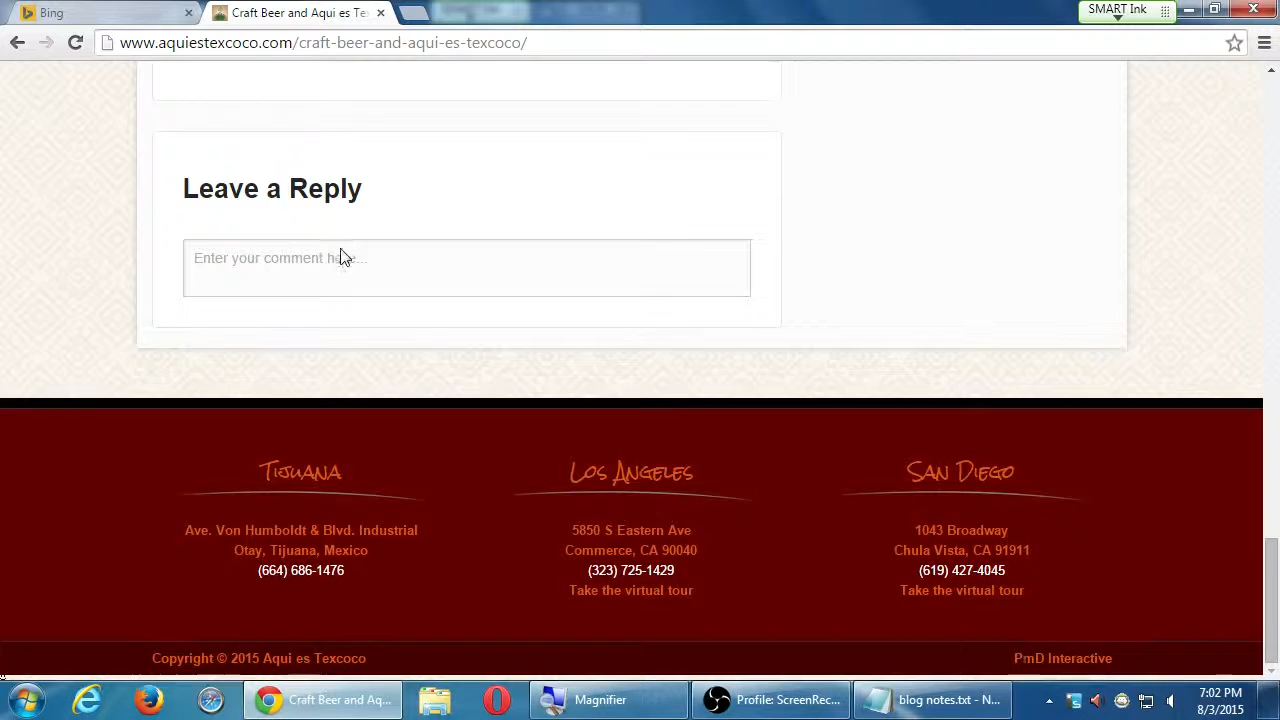 Bing
Craft Beer and Aqui es Te
SMART Ink
www.aquiestexcoco.com/craft-beer-and-aqui-es-texcoco/
Leave a Reply
Enter your comment here...
Tijuana
Ave. Von Humboldt & Blvd. Industrial
Otay, Tijuana, Mexico
(664) 686-1476
Los Angeles
5850 S Eastern Ave
Commerce, CA 90040
(323) 725-1429
Take the virtual tour
San Diego
1043 Broadway
Chula Vista, CA 91911
(619) 427-4045
Take the virtual tour
Copyright © 2015 Aqui es Texcoco
PmD Interactive
Craft Beer and Aq...
Magnifier
Profile: ScreenRec...
blog notes.txt - N...
7:02 PM
8/3/2015